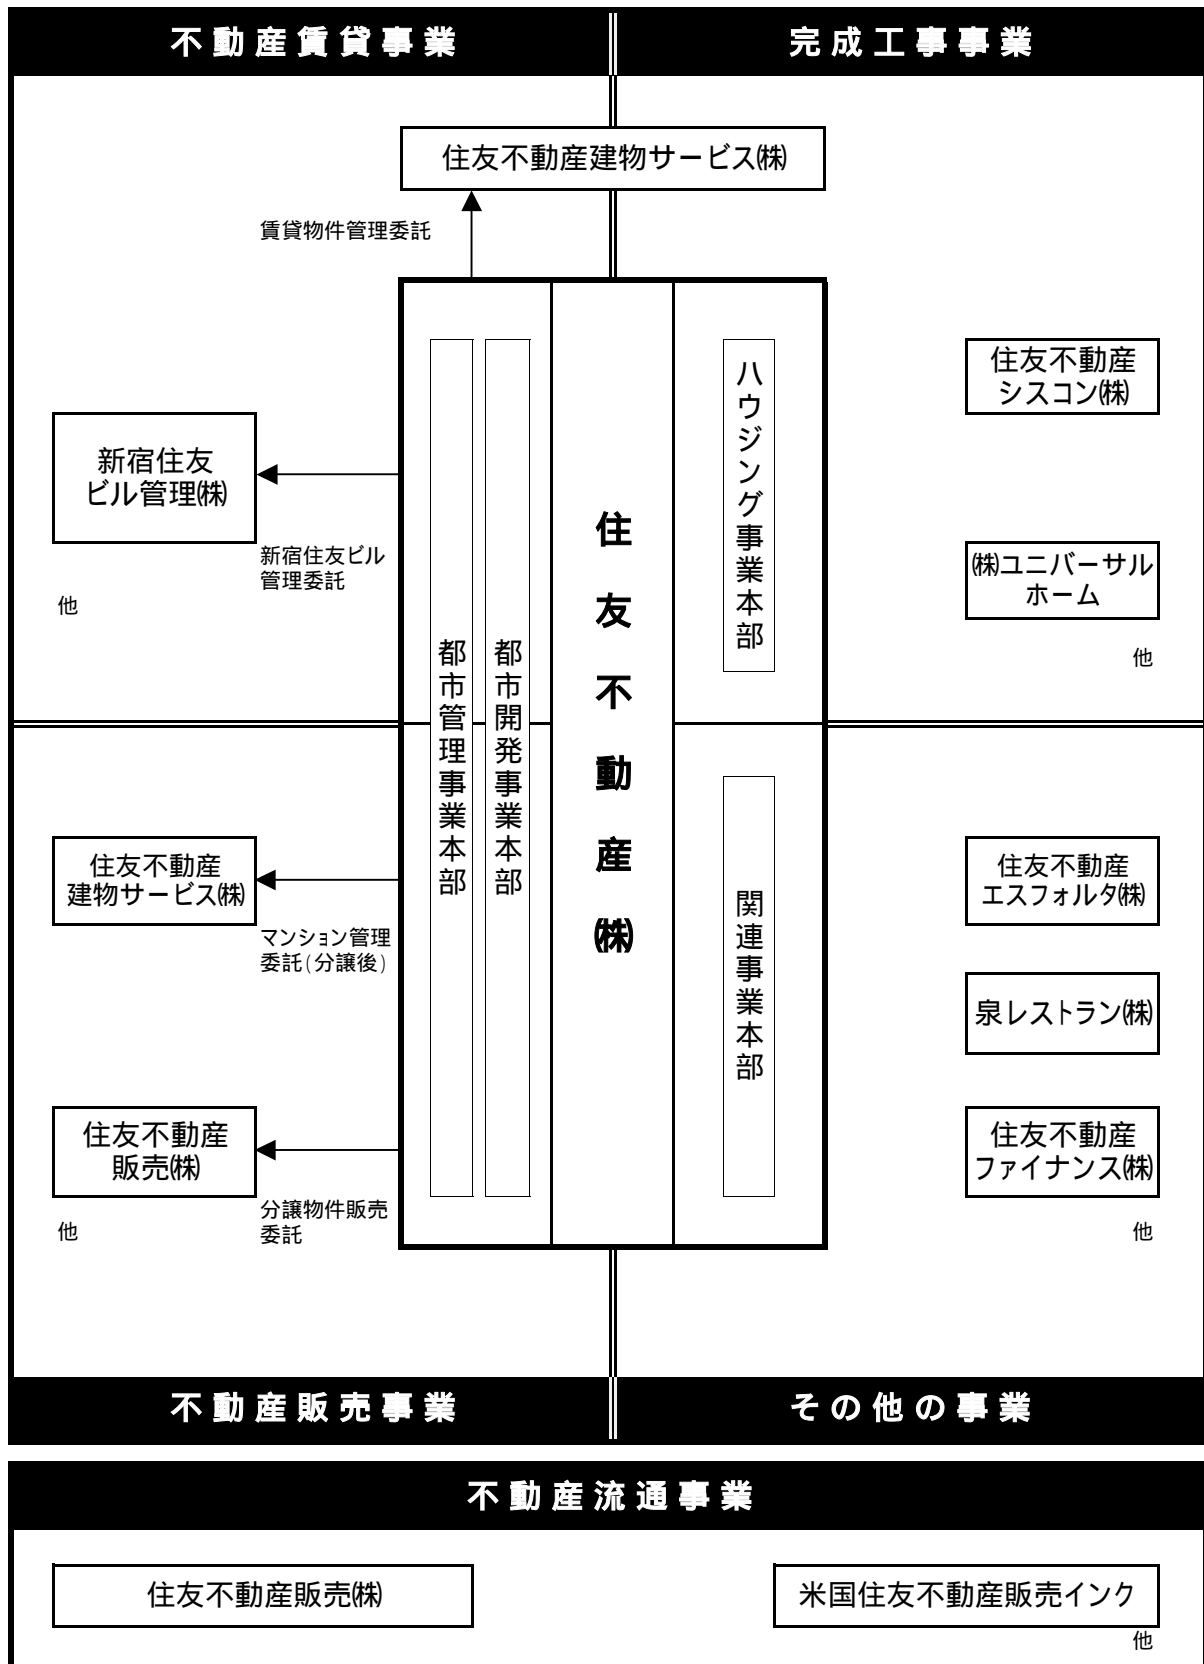 不動産賃貸事業
完成工事事業
住友不動産建物サービス㈱
賃貸物件管理委託
新宿住友
ビル管理㈱
新宿住友ビル
管理委託
他
都市管理事業本部
都市開発事業本部
住友不動産㈱
ハウジング事業本部
関連事業本部
住友不動産
シスコン㈱
㈱ユニバーサル
ホーム
他
住友不動産
建物サービス㈱
マンション管理
委託(分譲後)
住友不動産
販売㈱
分譲物件販売
委託
他
住友不動産
エスフォルタ㈱
泉レストラン㈱
住友不動産
ファイナンス㈱
他
不動産販売事業
その他の事業
不動産流通事業
住友不動産販売㈱
米国住友不動産販売インク
他